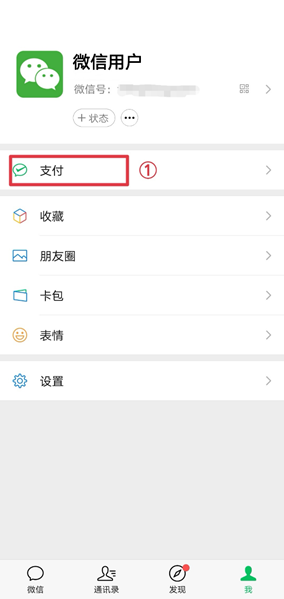 微信用户
微信号：
+ 状态
支付
①
收藏
朋友圈
卡包
表情
设置
微信 通讯录 发现 我